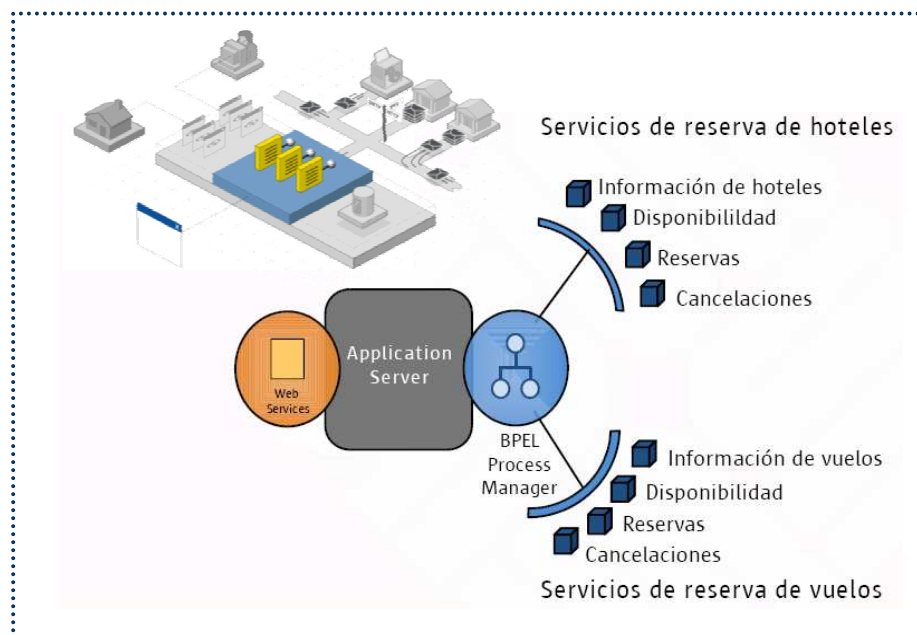 Servicios de reserva de hoteles
Información de hoteles
Disponibilildad
Reservas
Cancelaciones
Application
Server
Web
Services
BPEL
Process
Manager
Información de vuelos
Disponibilidad
Reservas
Cancelaciones
Servicios de reserva de vuelos